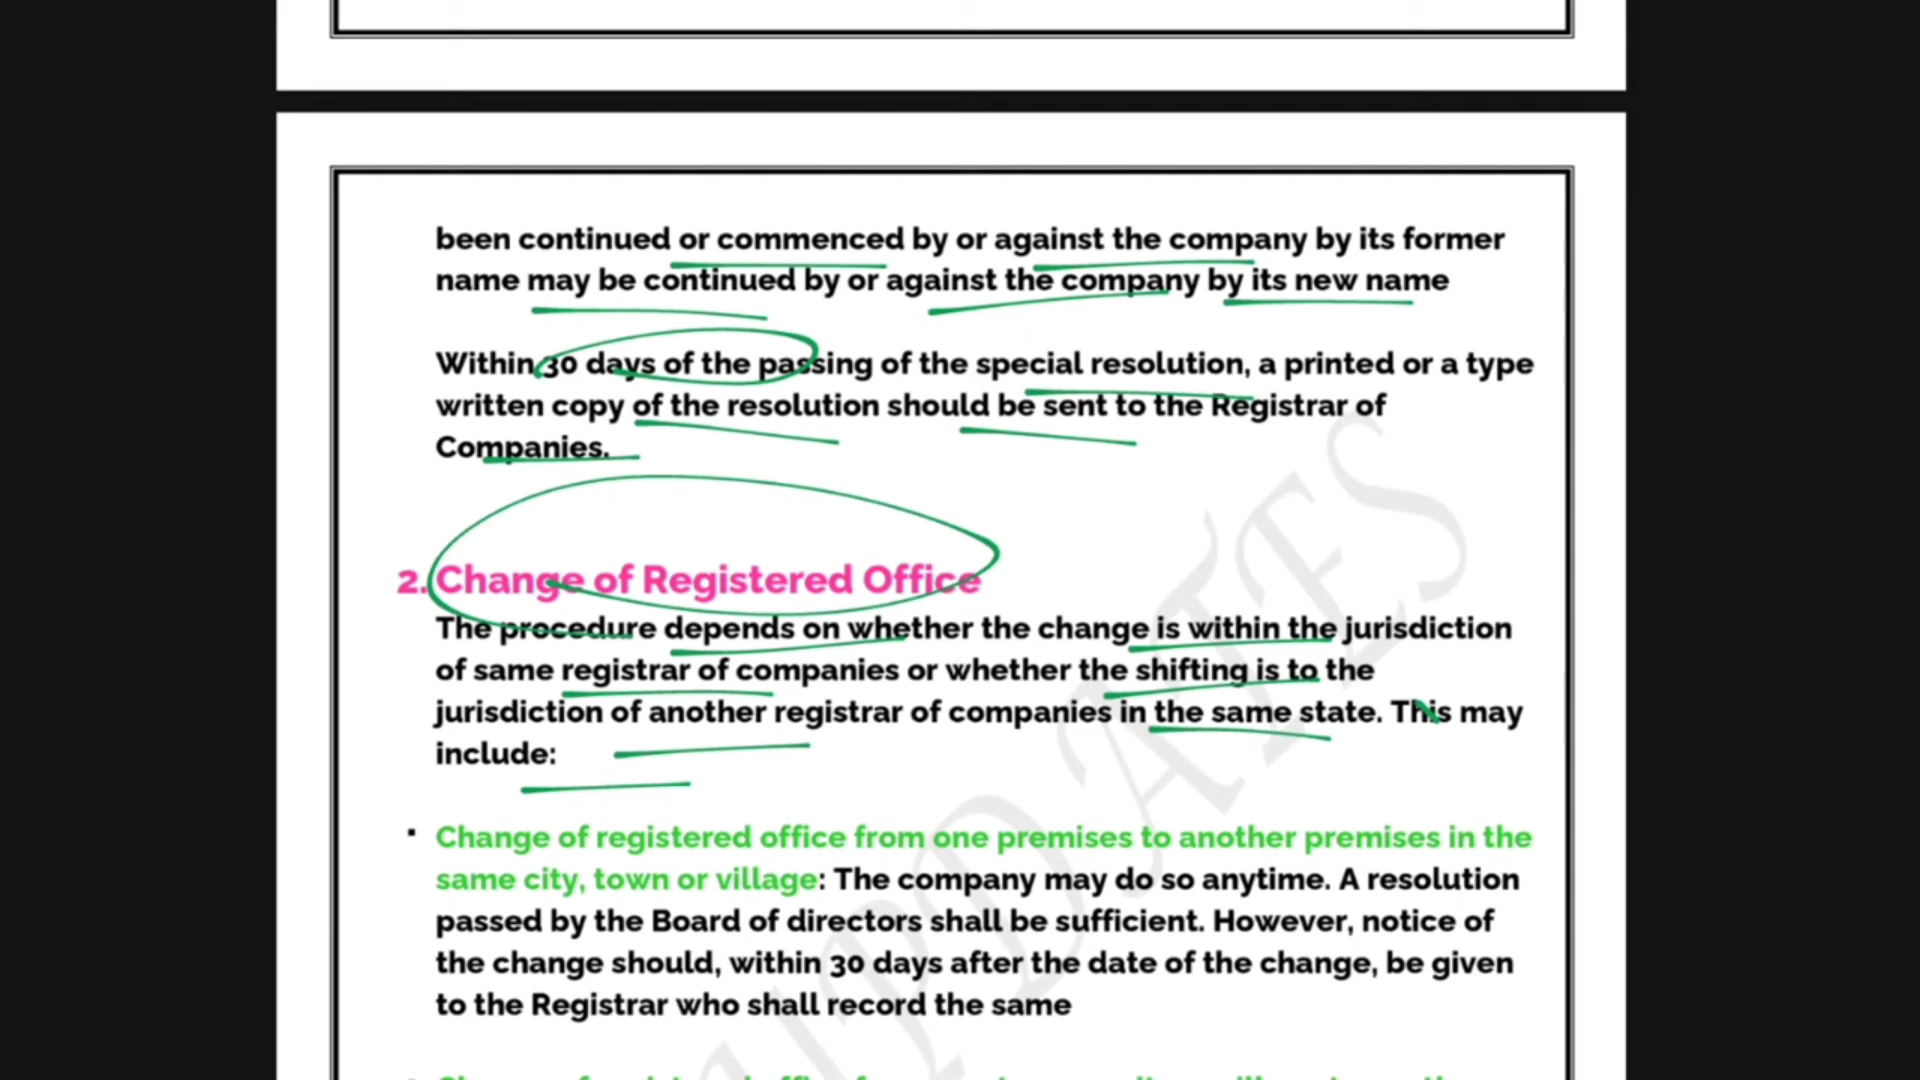 been continued or commenced by or against the company by its former
name may be continued by or against the company by its new name
Within 30 days of the passing of the special resolution, a printed or a type
written copy of the resolution should be sent to the Registrar of
Companies.
2. Change of Registered Office
The procedure depends on whether the change is within the jurisdiction
of same registrar of companies or whether the shifting is to the
jurisdiction of another registrar of companies in the same state. This may
include:
▪ Change of registered office from one premises to another premises in the
same city, town or village: The company may do so anytime. A resolution
passed by the Board of directors shall be sufficient. However, notice of
the change should, within 30 days after the date of the change, be given
to the Registrar who shall record the same
UPDATES